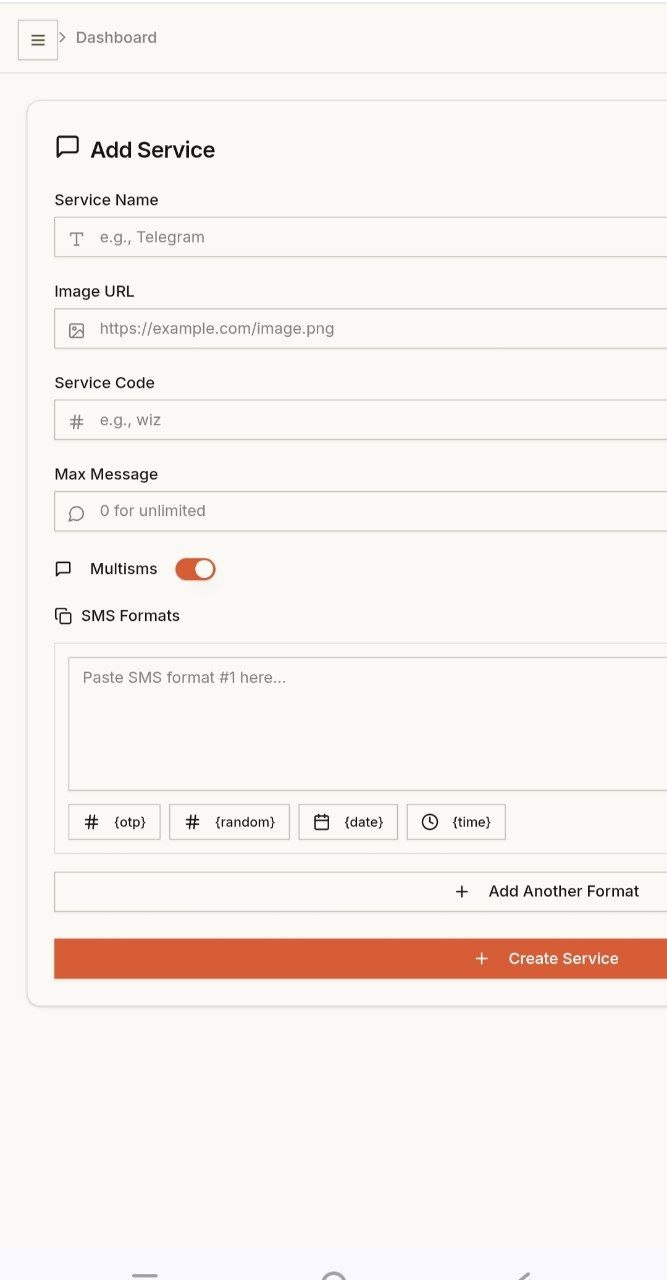 Dashboard
Add Service
Service Name
e.g., Telegram
Image URL
https://example.com/image.png
Service Code
e.g., wiz
Max Message
0 for unlimited
Multisms
SMS Formats
Paste SMS format #1 here...
{otp} {random} {date} {time}
Add Another Format
Create Service